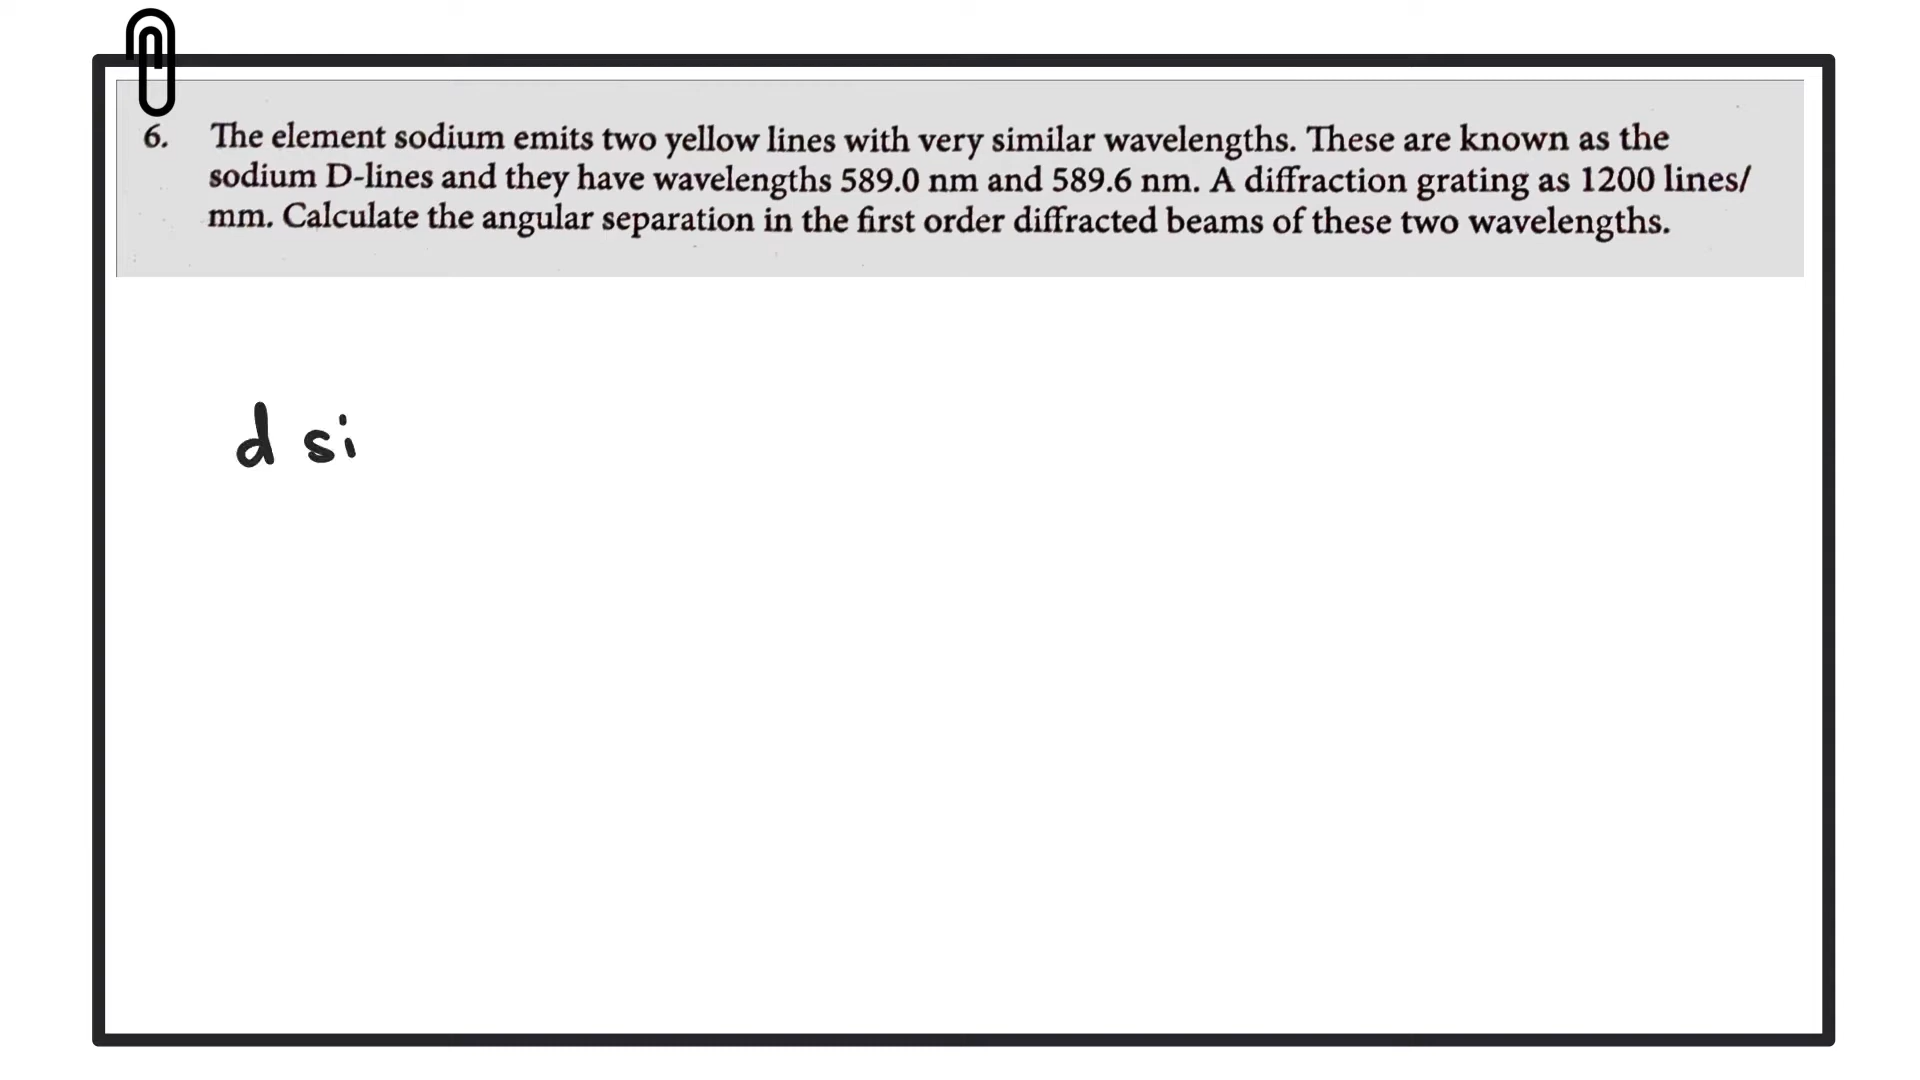 6. The element sodium emits two yellow lines with very similar wavelengths. These are known as the
sodium D-lines and they have wavelengths 589.0 nm and 589.6 nm. A diffraction grating as 1200 lines/
mm. Calculate the angular separation in the first order diffracted beams of these two wavelengths.
d si